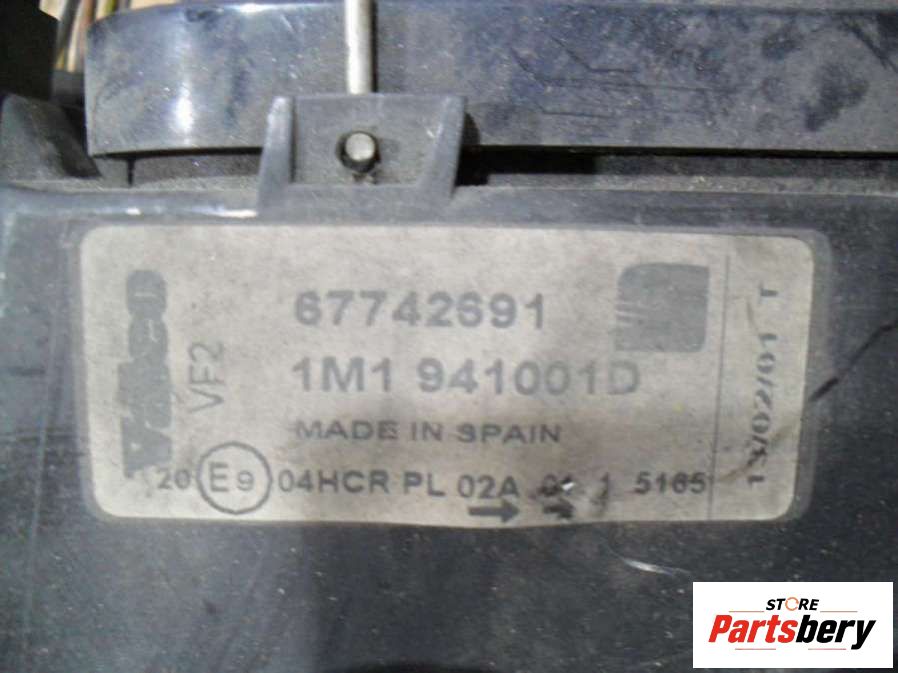 Valeo
VF2
67742691
1M1 941001D
MADE IN SPAIN
20 E9 04HCR PL 02A 5165
13/02/01 T
STORE
Partsbery